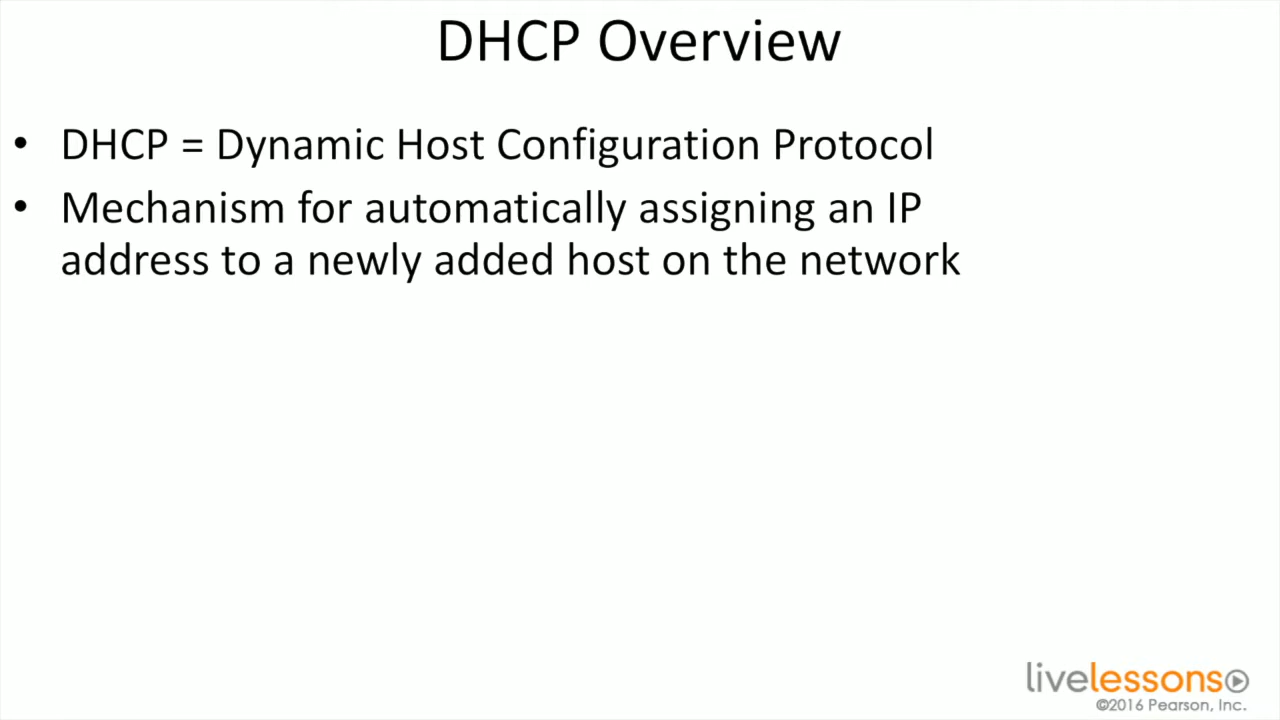 DHCP Overview
• DHCP = Dynamic Host Configuration Protocol
• Mechanism for automatically assigning an IP
address to a newly added host on the network
livelessons
©2016 Pearson, Inc.